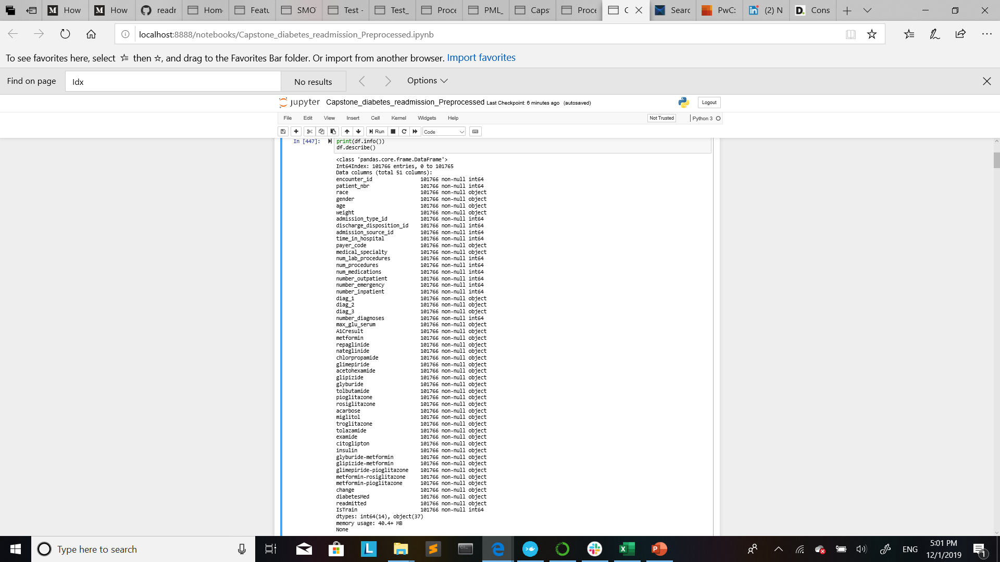 How
How
readr
Home
Featu
SMO
Test -
Test_
Proce
PML_
Caps
Proce
C
Searc
PwC:
(2) N
Cons
localhost:8888/notebooks/Capstone_diabetes_readmission_Preprocessed.ipynb
To see favorites here, select then , and drag to the Favorites Bar folder. Or import from another browser. Import favorites
Find on page Idx No results Options
jupyter Capstone_diabetes_readmission_Preprocessed Last Checkpoint: 6 minutes ago (autosaved) Logout
File Edit View Insert Cell Kernel Widgets Help Not Trusted Python 3
Run Code
In [447]: print(df.info())
df.describe()
<class 'pandas.core.frame.DataFrame'>
Int64Index: 101766 entries, 0 to 101765
Data columns (total 51 columns):
encounter_id 101766 non-null int64
patient_nbr 101766 non-null int64
race 101766 non-null object
gender 101766 non-null object
age 101766 non-null object
weight 101766 non-null object
admission_type_id 101766 non-null int64
discharge_disposition_id 101766 non-null int64
admission_source_id 101766 non-null int64
time_in_hospital 101766 non-null int64
payer_code 101766 non-null object
medical_specialty 101766 non-null object
num_lab_procedures 101766 non-null int64
num_procedures 101766 non-null int64
num_medications 101766 non-null int64
number_outpatient 101766 non-null int64
number_emergency 101766 non-null int64
number_inpatient 101766 non-null int64
diag_1 101766 non-null object
diag_2 101766 non-null object
diag_3 101766 non-null object
number_diagnoses 101766 non-null int64
max_glu_serum 101766 non-null object
A1Cresult 101766 non-null object
metformin 101766 non-null object
repaglinide 101766 non-null object
nateglinide 101766 non-null object
chlorpropamide 101766 non-null object
glimepiride 101766 non-null object
acetohexamide 101766 non-null object
glipizide 101766 non-null object
glyburide 101766 non-null object
tolbutamide 101766 non-null object
pioglitazone 101766 non-null object
rosiglitazone 101766 non-null object
acarbose 101766 non-null object
miglitol 101766 non-null object
troglitazone 101766 non-null object
tolazamide 101766 non-null object
examide 101766 non-null object
citoglipton 101766 non-null object
insulin 101766 non-null object
glyburide-metformin 101766 non-null object
glipizide-metformin 101766 non-null object
glimepiride-pioglitazone 101766 non-null object
metformin-rosiglitazone 101766 non-null object
metformin-pioglitazone 101766 non-null object
change 101766 non-null object
diabetesMed 101766 non-null object
readmitted 101766 non-null object
IsTrain 101766 non-null int64
dtypes: int64(14), object(37)
memory usage: 40.4+ MB
None
Type here to search
ENG
5:01 PM
12/1/2019
1